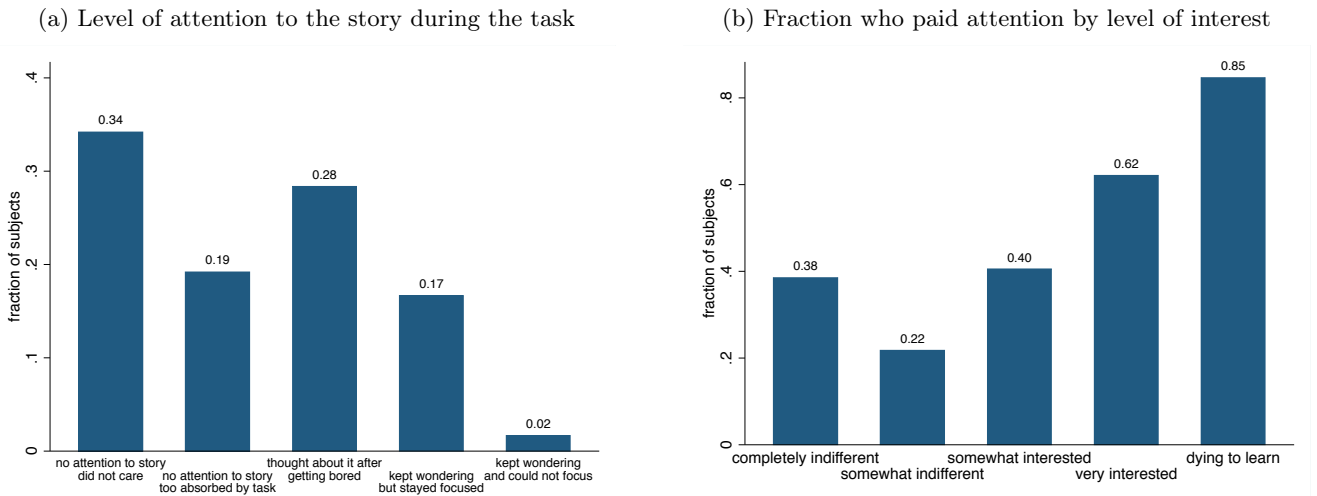 (a) Level of attention to the story during the task
fraction of subjects
.4
.3
.2
.1
0
0.34
0.19
0.28
0.17
0.02
no attention to story
did not care
no attention to story
too absorbed by task
thought about it after
getting bored
kept wondering
but stayed focused
kept wondering
and could not focus
(b) Fraction who paid attention by level of interest
fraction of subjects
.8
.6
.4
.2
0
0.38
0.22
0.40
0.62
0.85
completely indifferent
somewhat indifferent
somewhat interested
very interested
dying to learn